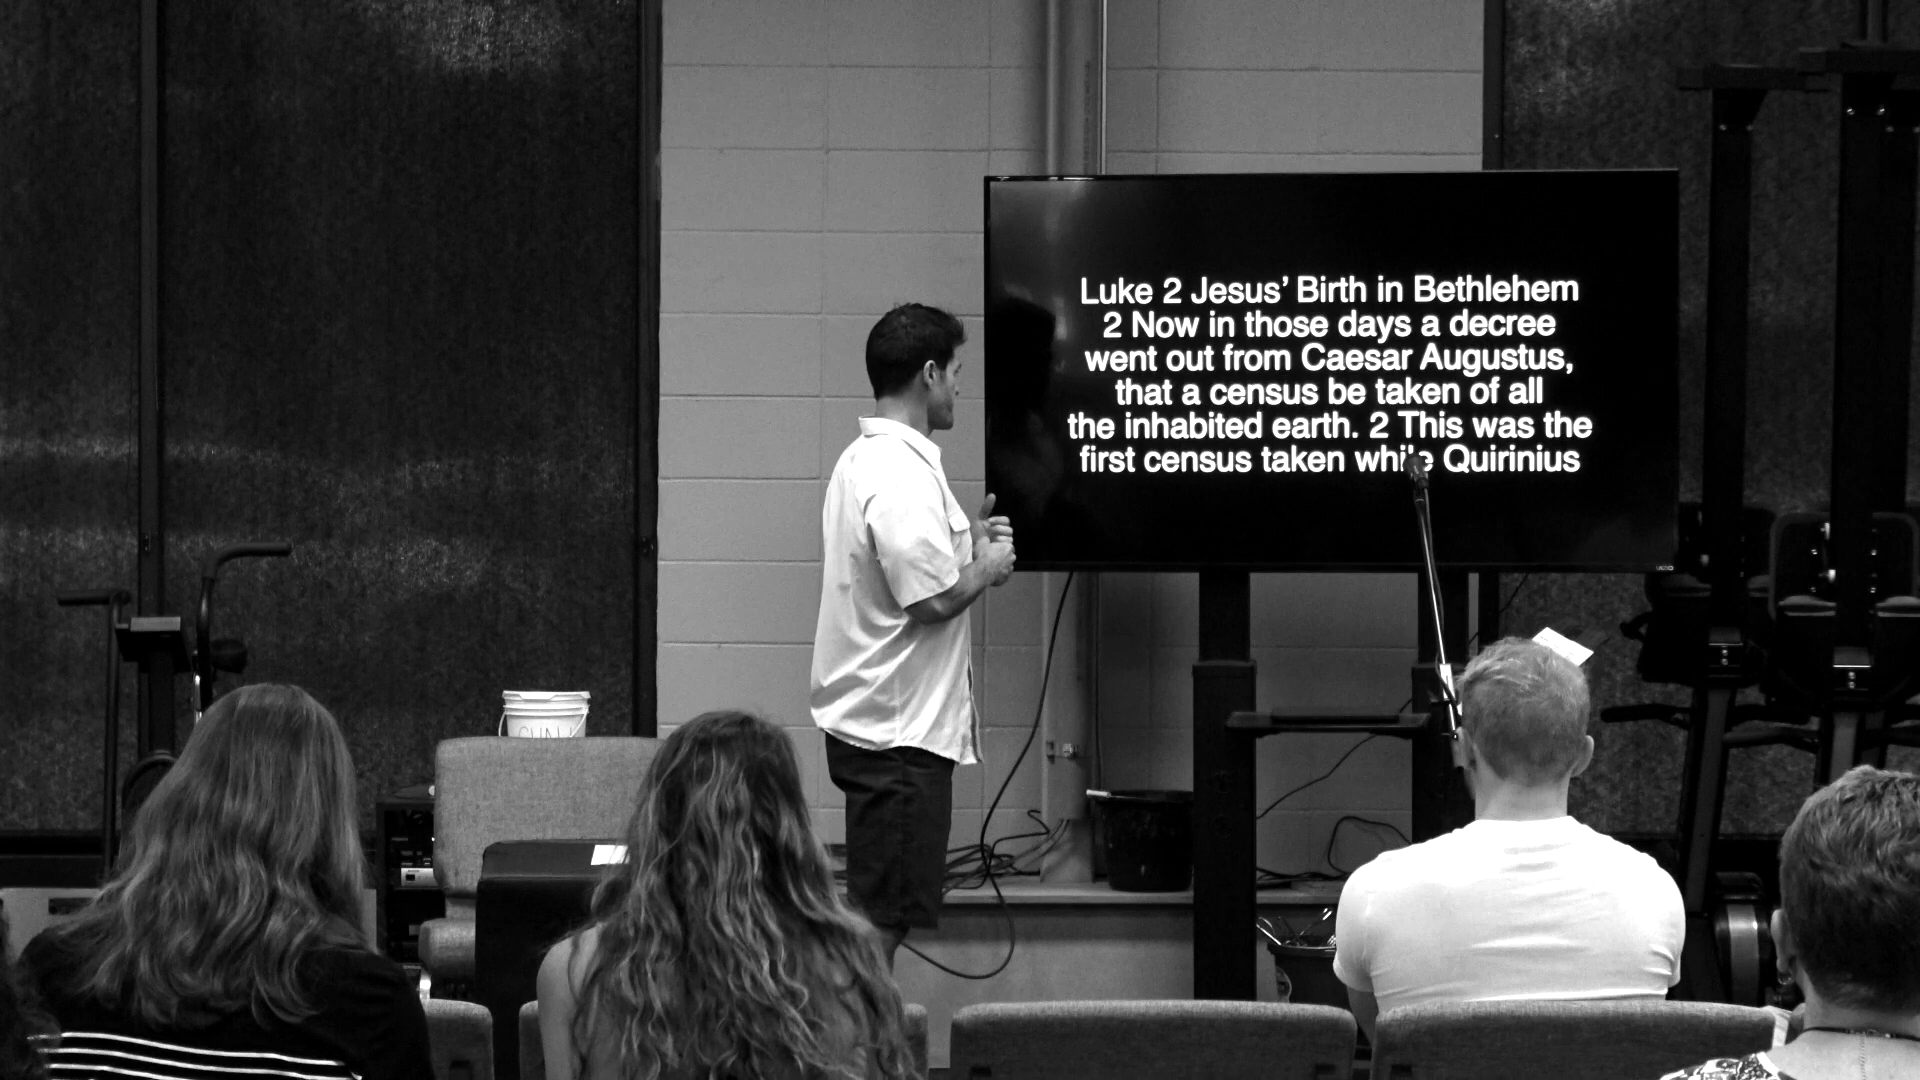 Luke 2 Jesus’ Birth in Bethlehem
2 Now in those days a decree
went out from Caesar Augustus,
that a census be taken of all
the inhabited earth. 2 This was the
first census taken while Quirinius
VIZIO